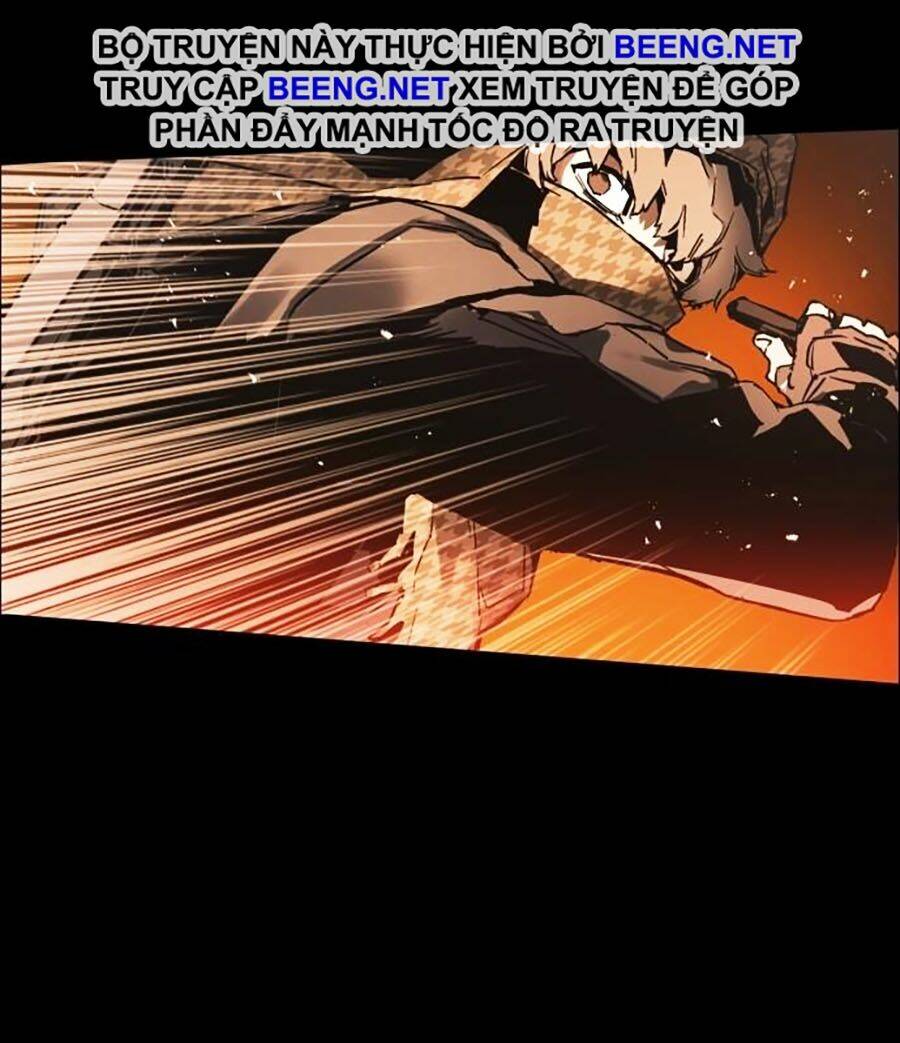 BỘ TRUYỆN NÀY THỰC HIỆN BỞI BEENG.NET
TRUY CẬP BEENG.NET XEM TRUYỆN ĐỂ GÓP
PHẦN ĐẨY MẠNH TỐC ĐỘ RA TRUYỆN